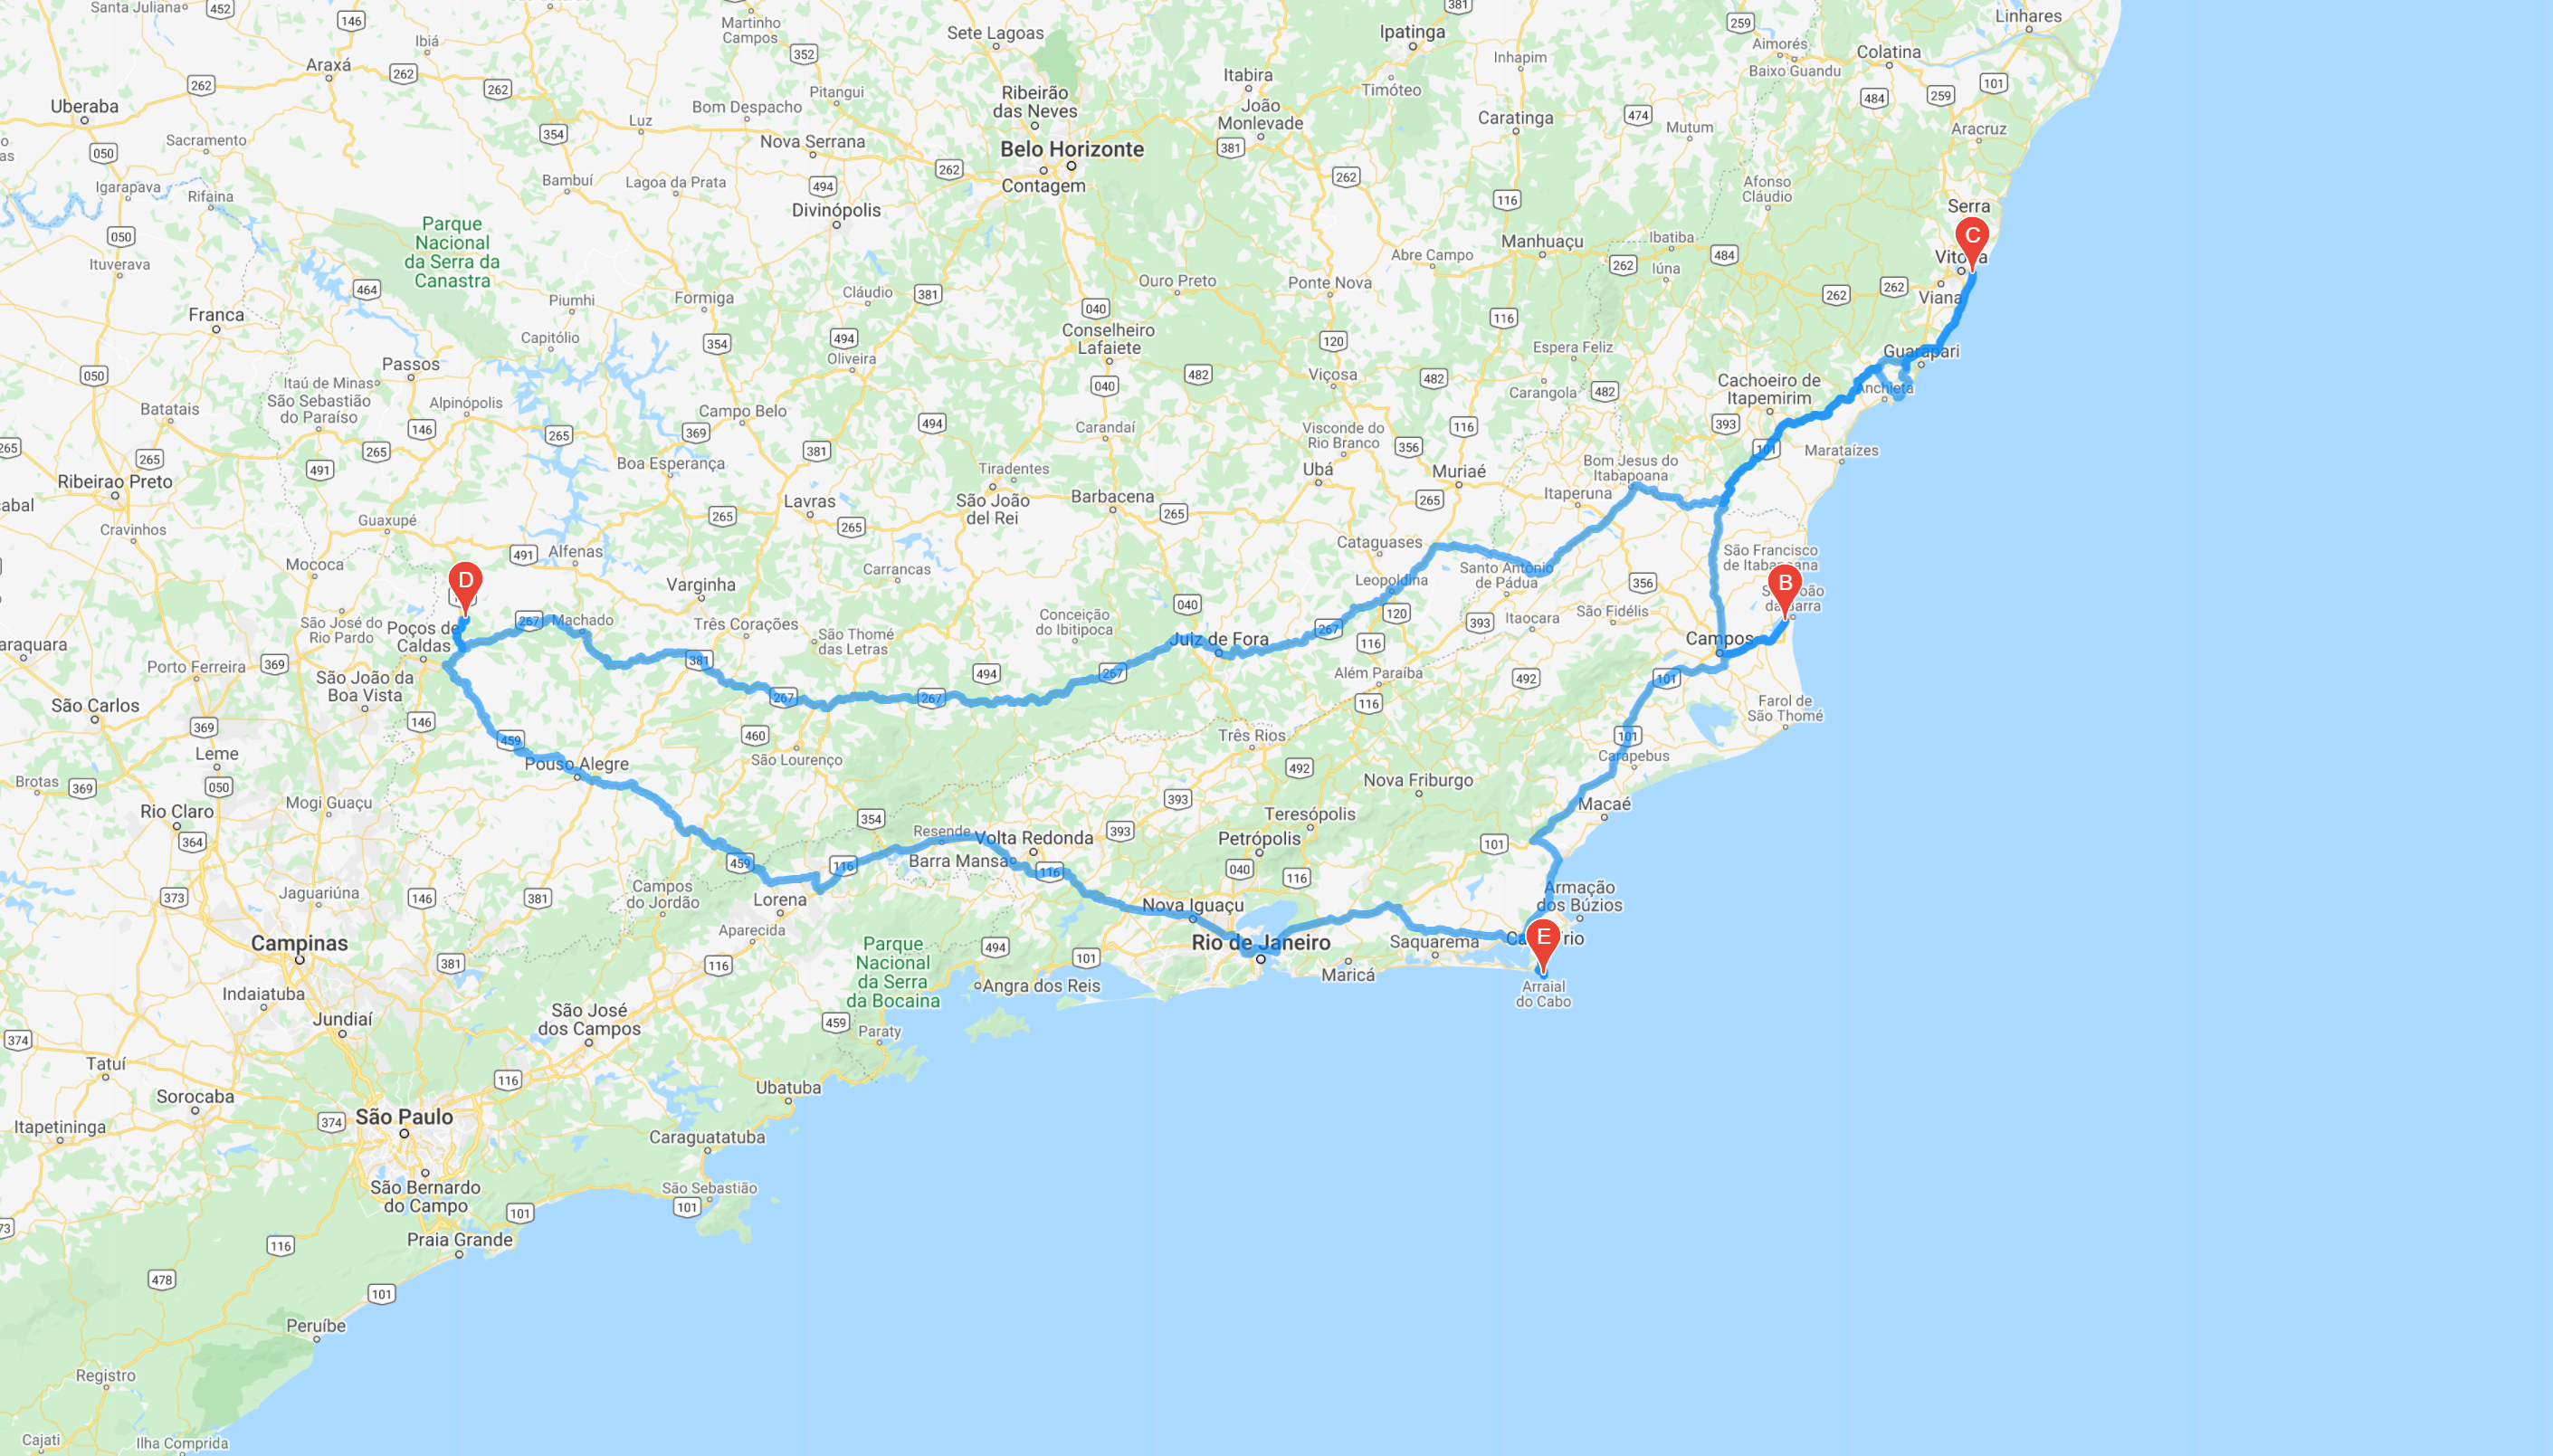 Santa Juliana
452
146
Ibiá
Martinho
Campos
352
Sete Lagoas
381
Ipatinga
259
Aimorés
Baixo Guandu
Colatina
Linhares
Araxá
262
262
262
Uberaba
354
Luz
Bom Despacho
Pitangui
Nova Serrana
Ribeirão
das Neves
Itabira
João
Monlevade
Timóteo
Inhapim
Caratinga
474
Mutum
484
259
101
Aracruz
050
Sacramento
Igarapava
Rifáina
Bambuí
Lagoa da Prata
494
Divinópolis
262
Belo Horizonte
Contagem
381
262
116
Afonso
Cláudio
Serra
C
Viana
050
Ituverava
Parque
Nacional
da Serra da
Canastra
464
Piumhi
Formiga
Cláudio
381
Ouro Preto
Ponte Nova
Abre Campo
Manhuaçu
Ibatiba
262
Iúna
484
262
262
Franca
Capitólio
354
494
Oliveira
040
Conselheiro
Lafaiete
116
120
Espera Feliz
Guarapari
Anchieta
050
Batatais
Itaú de Minas
São Sebastião
do Paraíso
Passos
Alpinópolis
146
040
482
Viçosa
482
Carangola
482
Cachoeiro de
Itapemirim
393
101
Marataízes
265
265
491
265
265
369
Campo Belo
Boa Esperança
381
494
Carandaí
Visconde do
Rio Branco
356
116
Ubá
Muriaé
265
Bom Jesus do
Itabapoana
Itaperuna
Ribeirao Preto
Cravinhos
Guaxupé
Lavras
265
265
Tiradentes
São João
del Rei
Barbacena
265
Mococa
491
Alfenas
Varginha
Carrancas
Cataguases
Leopoldina
Santo Antônio
de Pádua
São Francisco
B
356
D
São José do
Rio Pardo
Poços de
Caldas
267
Machado
Três Corações
São Thomé
das Letras
Conceição
do Ibitipoca
040
Juiz de Fora
267
120
116
Além Paraíba
393
Itaocara
São Fidélis
Campos
Porto Ferreira
369
São João da
Boa Vista
381
267
267
494
267
116
492
101
Farol de
São Thomé
São Carlos
369
146
459
460
São Lourenço
Três Rios
492
101
Carapebus
Leme
Brotas
369
050
Pouso Alegre
Nova Friburgo
Macaé
Rio Claro
364
Mogi Guaçu
354
Resende
Volta Redonda
Barra Mansa
393
393
Teresópolis
Petrópolis
101
459
116
116
040
116
Jaguariúna
373
146
381
Campos
do Jordão
Lorena
Aparecida
Nova Iguaçu
Armação
dos Búzios
Campinas
381
116
Parque
Nacional
da Serra
da Bocaina
494
101
Rio de Janeiro
Maricá
Saquarema
E
Arraial
do Cabo
Angra dos Reis
Indaiatuba
Jundiaí
São José
dos Campos
459
Paraty
374
Tatuí
116
Ubatuba
Sorocaba
São Paulo
374
Itapetininga
Caraguatatuba
São Bernardo
do Campo
São Sebastião
101
101
Praia Grande
116
478
101
Peruíbe
Registro
Cajati
Ilha Comprida